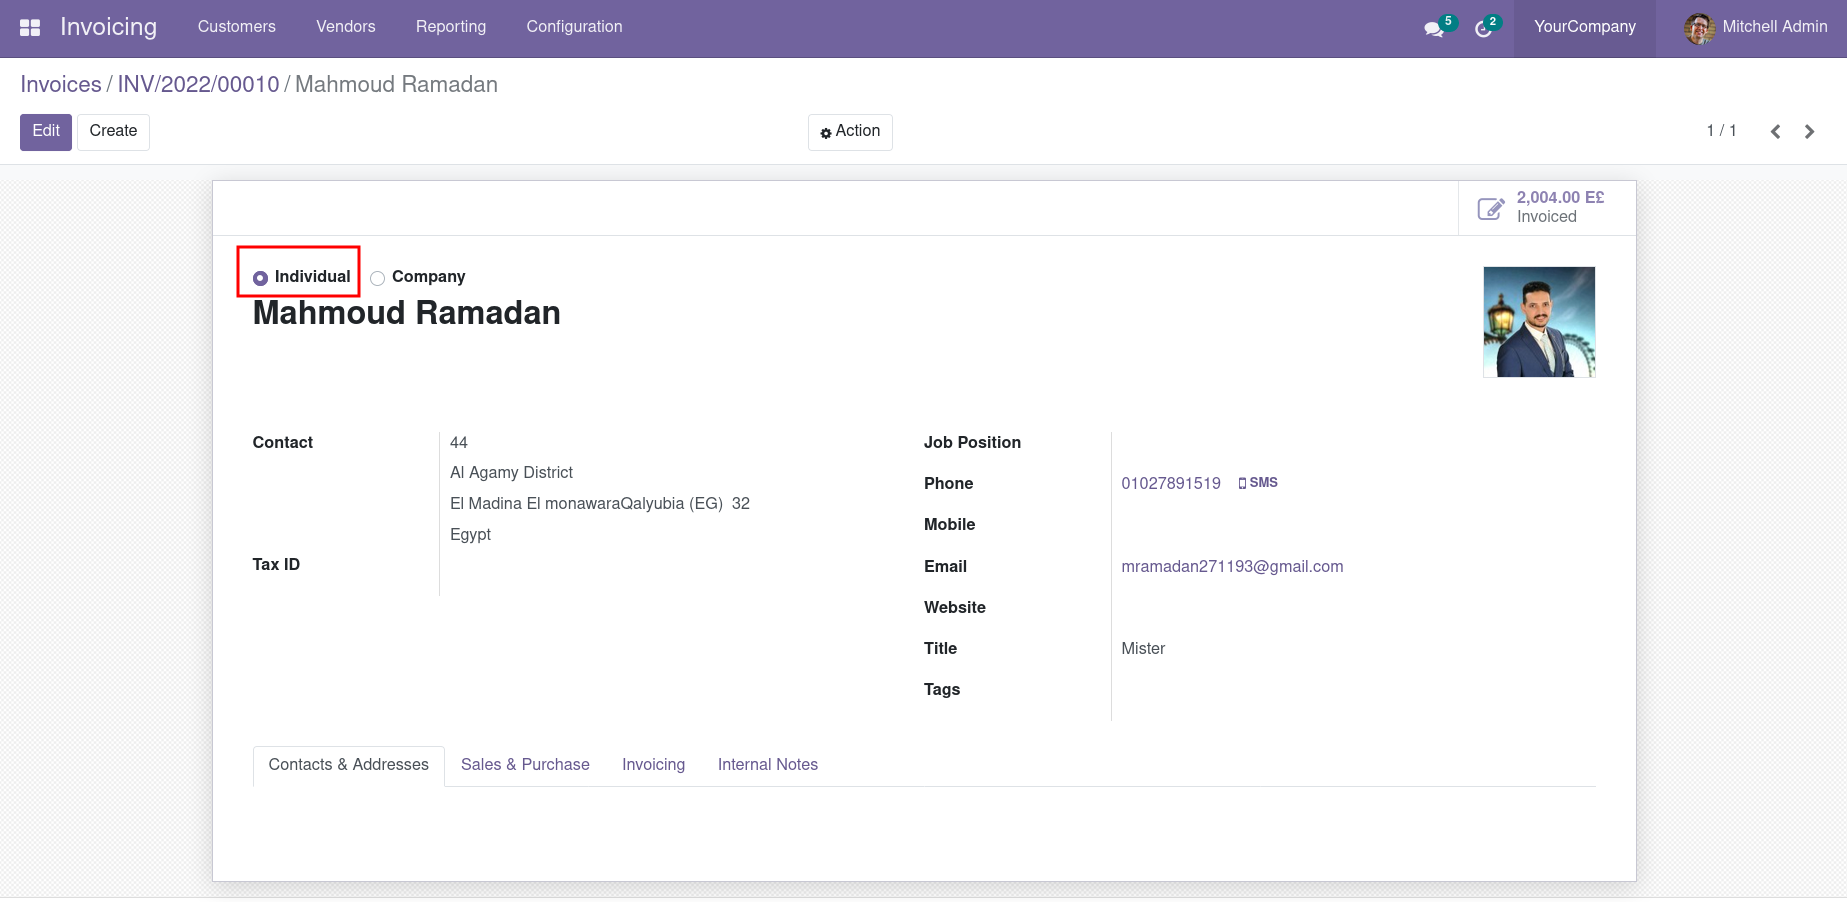 Invoicing Customers Vendors Reporting Configuration 5 2 YourCompany Mitchell Admin
Invoices / INV/2022/00010 / Mahmoud Ramadan
Edit Create Action 1 / 1
2,004.00 E£
Invoiced
Individual Company
Mahmoud Ramadan
Contact 44 Job Position
Al Agamy District
Phone 01027891519 SMS
El Madina El monawaraQalyubia (EG) 32
Mobile
Egypt
Tax ID Email mramadan271193@gmail.com
Website
Title Mister
Tags
Contacts & Addresses Sales & Purchase Invoicing Internal Notes